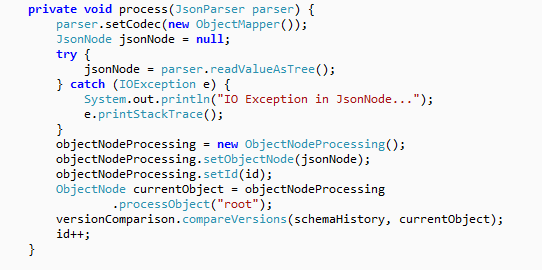 private void process(JsonParser parser) {
    parser.setCodec(new ObjectMapper());
    JsonNode jsonNode = null;
    try {
        jsonNode = parser.readValueAsTree();
    } catch (IOException e) {
        System.out.println("IO Exception in JsonNode...");
        e.printStackTrace();
    }
    objectNodeProcessing = new ObjectNodeProcessing();
    objectNodeProcessing.setObjectNode(jsonNode);
    objectNodeProcessing.setId(id);
    ObjectNode currentObject = objectNodeProcessing
            .processObject("root");
    versionComparison.compareVersions(schemaHistory, currentObject);
    id++;
}